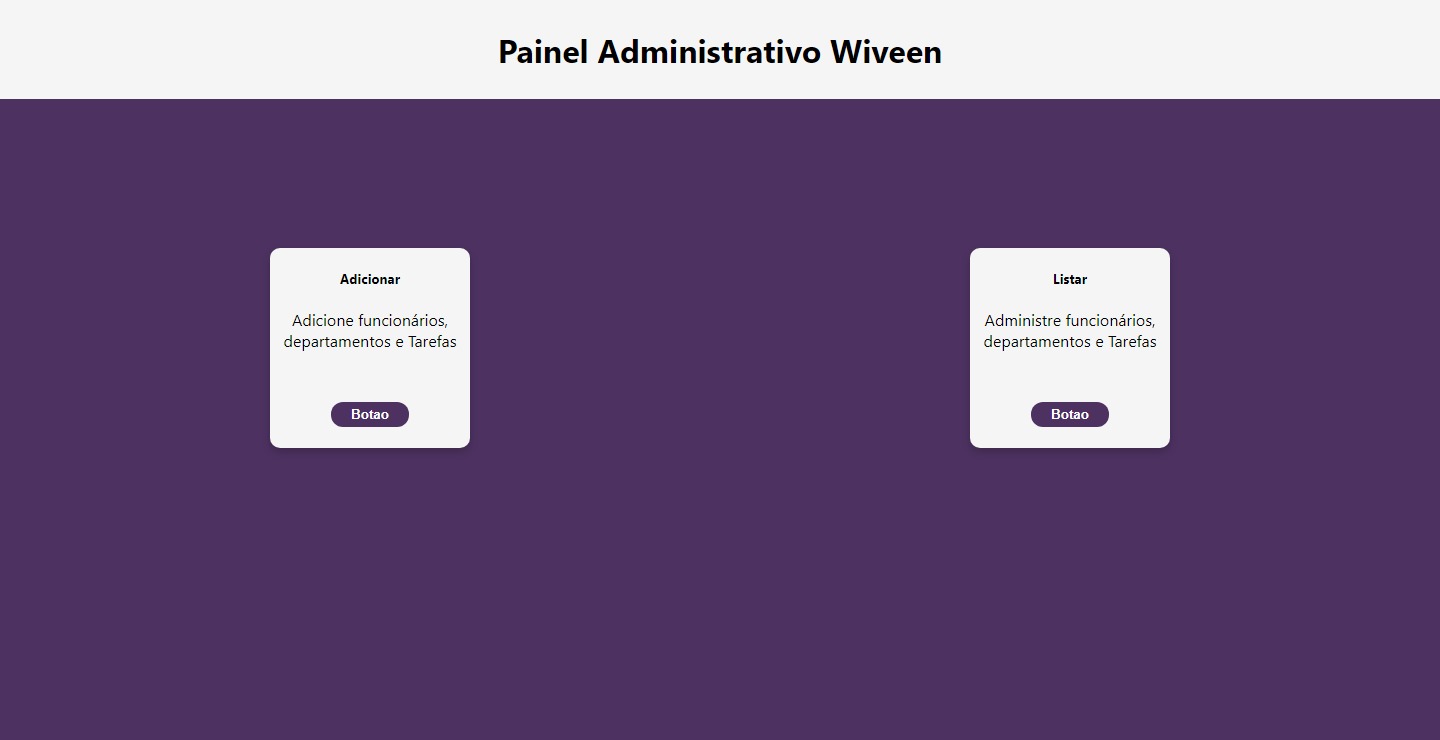 Painel Administrativo Wiveen
Adicionar
Adicione funcionários,
departamentos e Tarefas
Botao
Listar
Administre funcionários,
departamentos e Tarefas
Botao